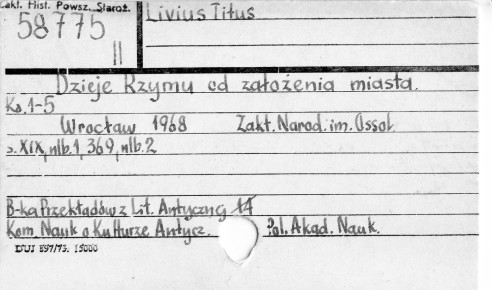 Zakł. Hist. Powsz. Staroż.
58775
II
Livius Titus
Dzieje Rzymu od założenia miasta.
Ks. 1-5
Wrocław 1968 Zakł. Narod. im. Ossol.
s. XIX, nlb. 1, 369, nlb. 2
B-ka Przekładów z Lit. Antycznej 14
Kom. Nauk o Kulturze Antycz. Pol. Akad. Nauk.
DUJ 897/73. 15000